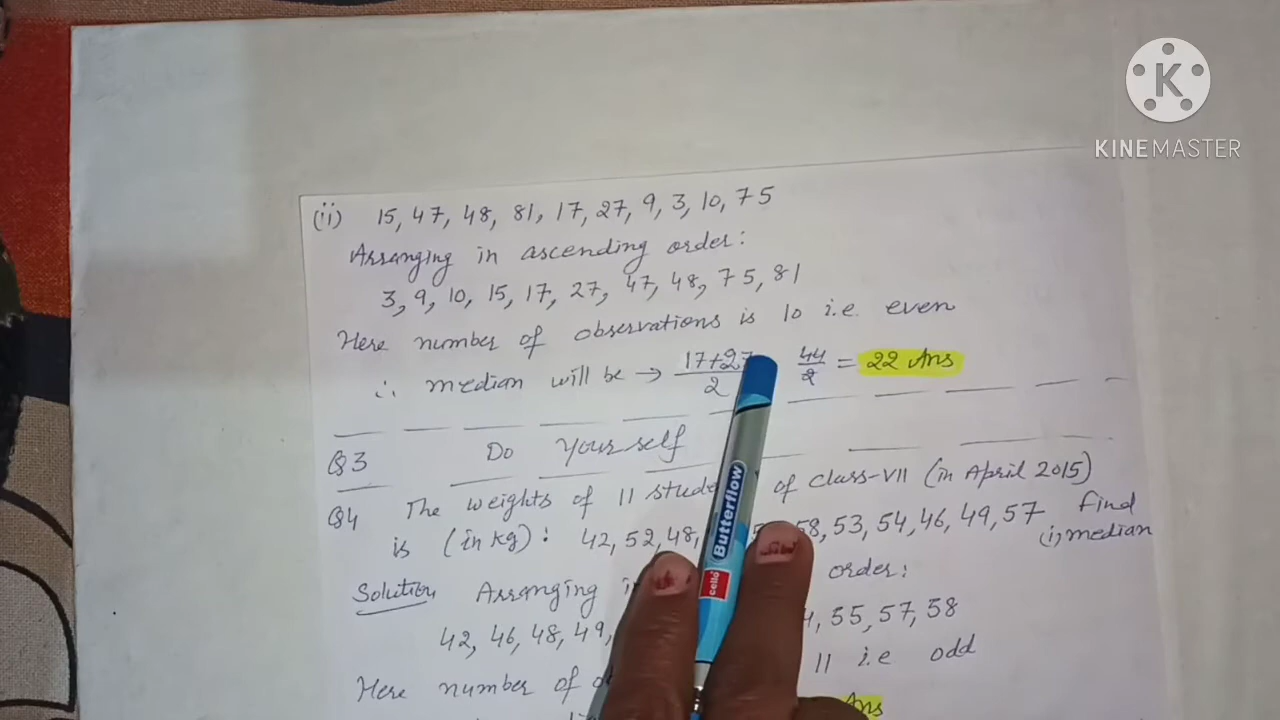 KINEMASTER
(ii) 15, 47, 48, 81, 17, 27, 9, 3, 10, 75
Arranging in ascending order:
3, 9, 10, 15, 17, 27, 47, 48, 75, 81
Here number of observations is 10 i.e. even
∴ median will be → 17+27/2 44/2 = 22 Ans
Q3 Do Yourself
Q4 The weights of 11 of class-VII (in April 2015)
is (in kg): 42, 52, 48, 58, 53, 54, 46, 49, 57 Find
(i) median
Solution Arranging order:
42, 46, 48, 49, 55, 57, 58
Here number of 11 i.e odd
Ans
Butterflow
cello